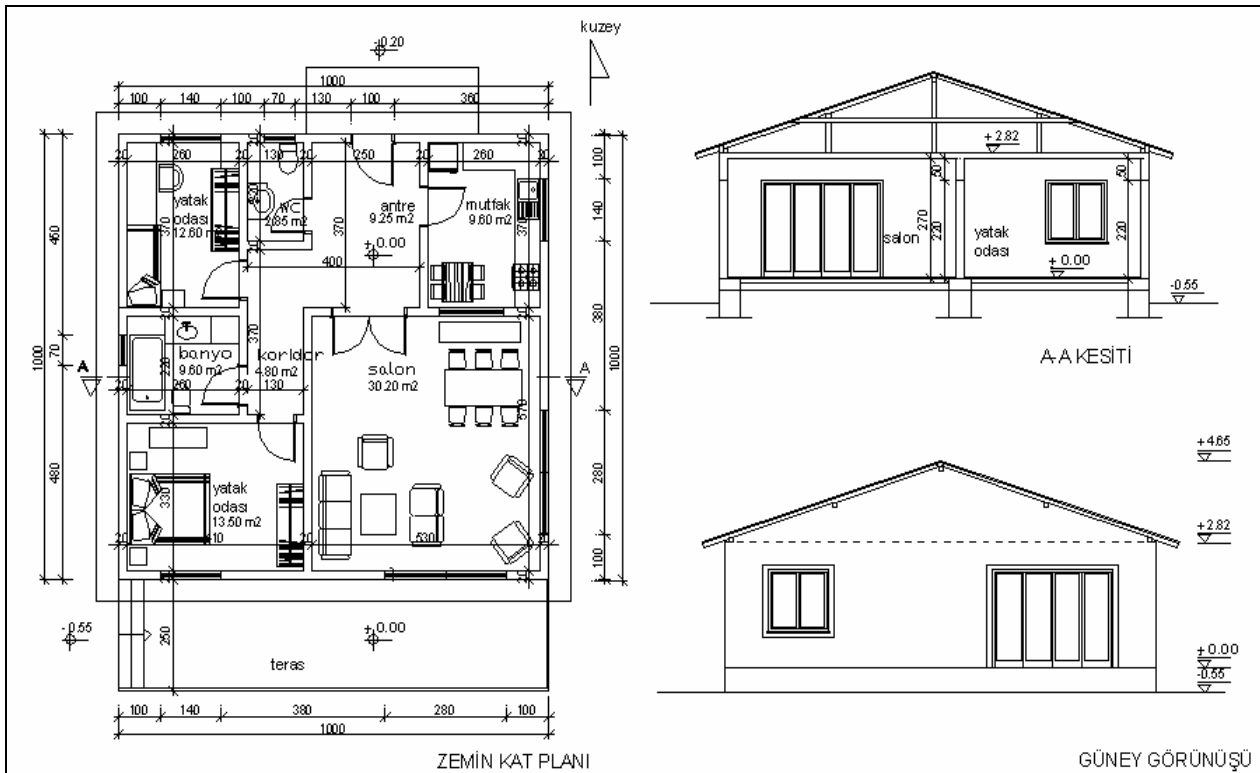 kuzey
-0.20
1000
100 140 100 70 130 100 360
20 260 20 130 20 250 20 260 20
yatak
odası
12.60 m2
370
WC
2.85 m2
antre
9.25 m2
370
mutfak
9.60 m2
370
+0.00
400
1000
460
70
480
100
140
380
280
100
1000
A
A
banyo
9.60 m2
220
koridor
4.80 m2
370
salon
30.20 m2
570
20 260 20 130 20
yatak
odası
13.50 m2
330
20 20 530
-0.55
250
+0.00
teras
100 140 380 280 100
1000
ZEMİN KAT PLANI
+2.82
50
50
270
220
220
salon
yatak
odası
+0.00
-0.55
A-A KESİTİ
+4.65
+2.82
+0.00
-0.55
GÜNEY GÖRÜNÜŞÜ